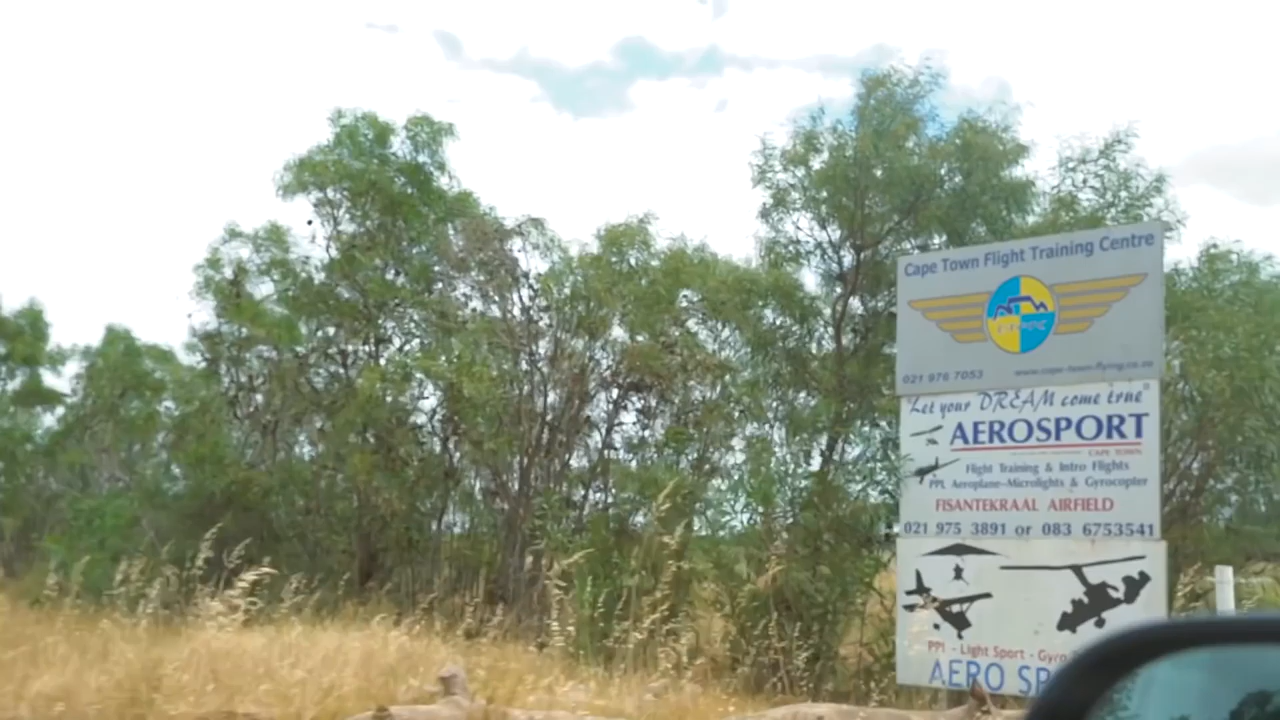 Cape Town Flight Training Centre
021 976 7053 www.cape-town-flying.co.za
"Let your DREAM come true"
AEROSPORT
CAPE TOWN
Flight Training & Intro Flights
PPL Aeroplane-Microlights & Gyrocopter
FISANTEKRAAL AIRFIELD
021 975 3891 or 083 6753541
PPl - Light Sport - Gyro
AERO SP